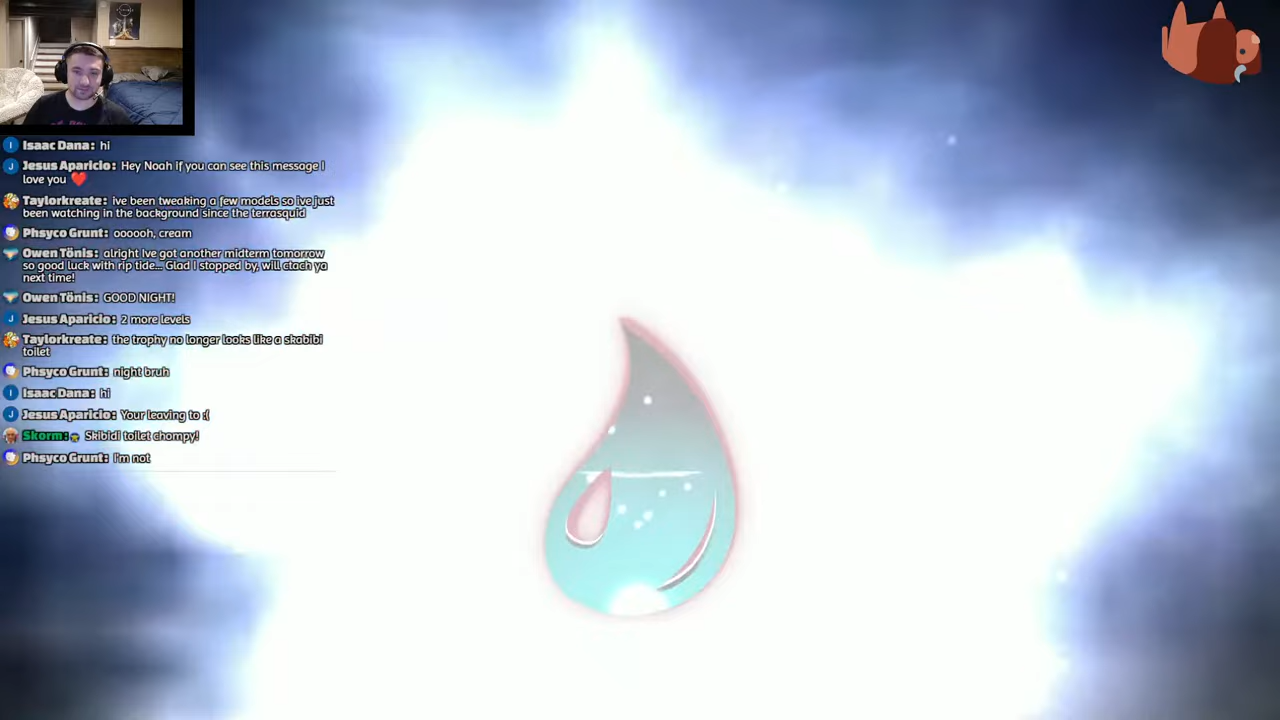 Isaac Dana: hi
Jesus Aparicio: Hey Noah if you can see this message I
love you ❤️
Taylorkreate: ive been tweaking a few models so ive just
been watching in the background since the terrasquid
Phsyco Grunt: oooooh, cream
Owen Tönis: alright Ive got another midterm tomorrow
so good luck with rip tide... Glad I stopped by, will ctach ya
next time!
Owen Tönis: GOOD NIGHT!
Jesus Aparicio: 2 more levels
Taylorkreate: the trophy no longer looks like a skabibi
toilet
Phsyco Grunt: night bruh
Isaac Dana: hi
Jesus Aparicio: Your leaving to :(
Skorm: Skibidi toilet chompy!
Phsyco Grunt: I'm not